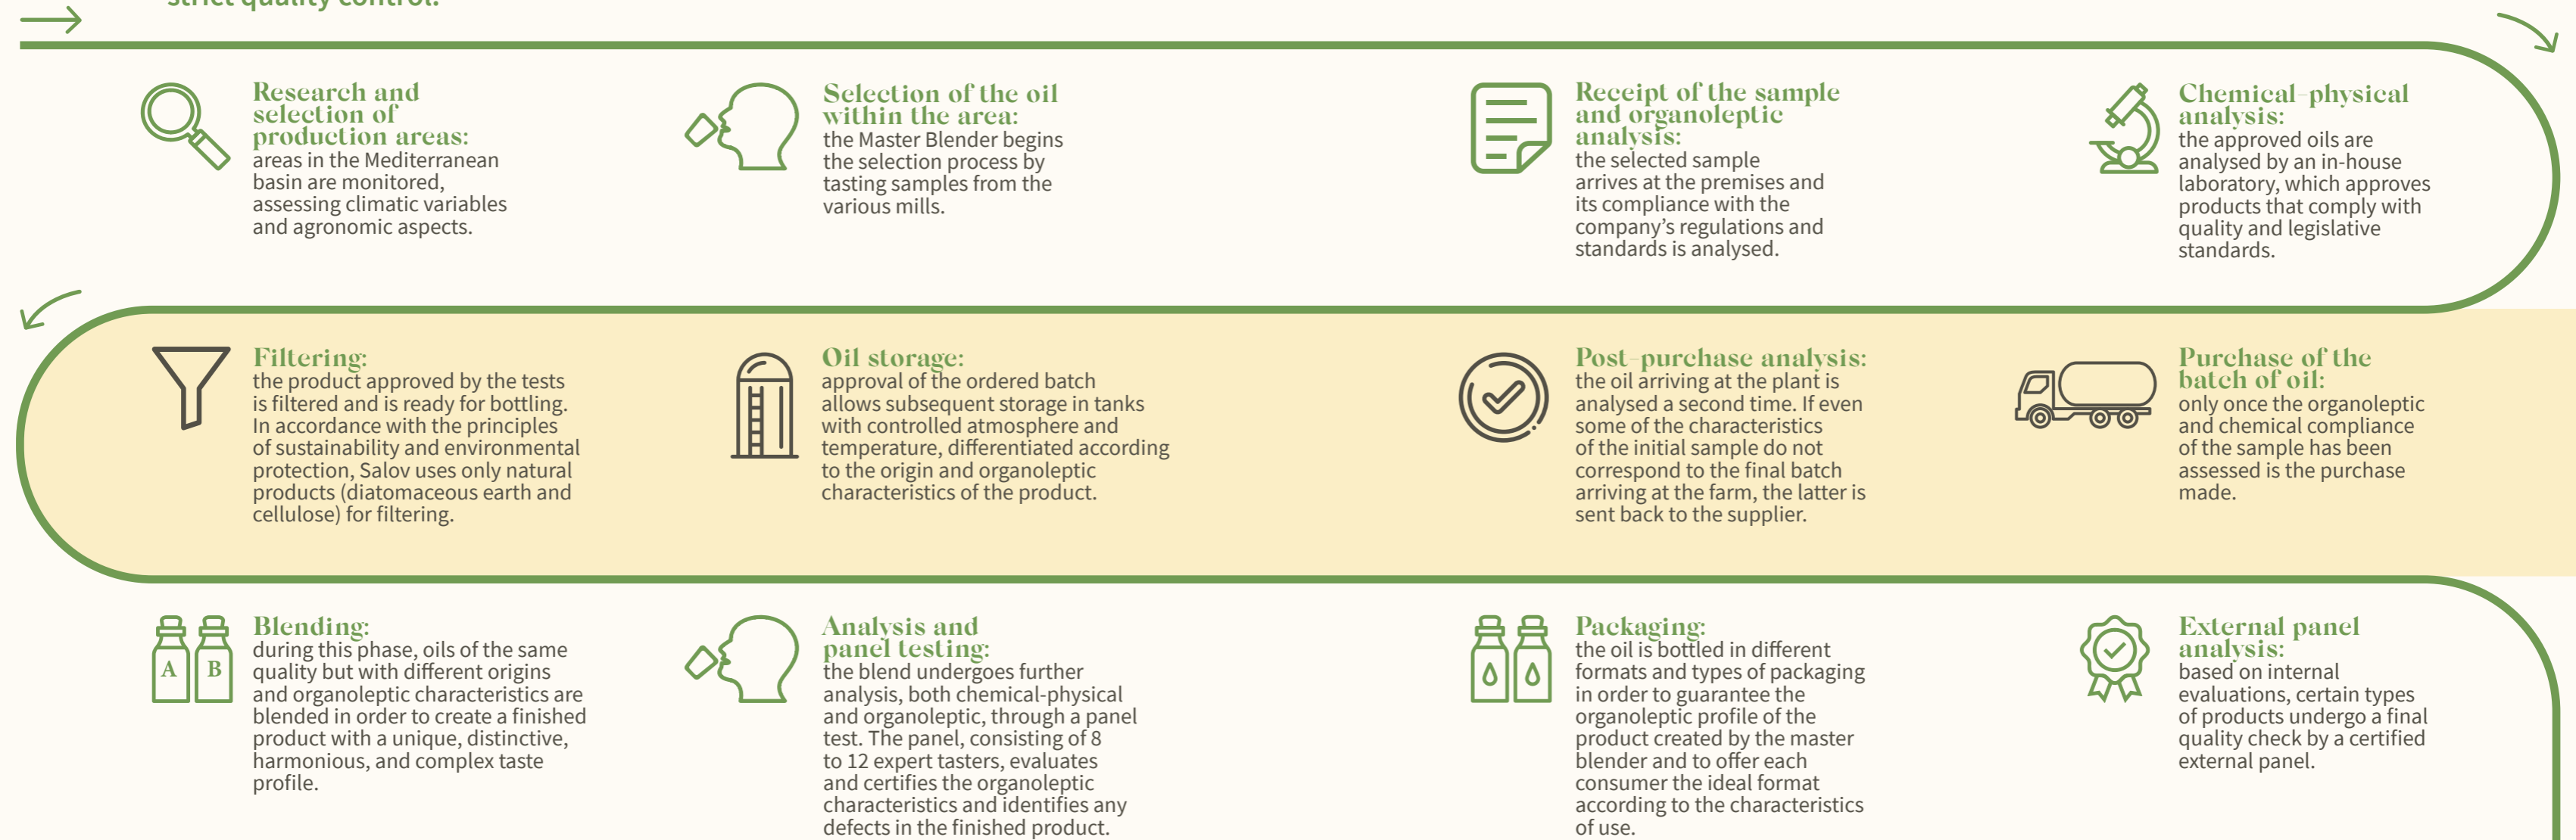 strict quality control.
Research and
selection of
production areas:
areas in the Mediterranean
basin are monitored,
assessing climatic variables
and agronomic aspects.
Selection of the oil
within the area:
the Master Blender begins
the selection process by
tasting samples from the
various mills.
Receipt of the sample
and organoleptic
analysis:
the selected sample
arrives at the premises and
its compliance with the
company’s regulations and
standards is analysed.
Chemical-physical
analysis:
the approved oils are
analysed by an in-house
laboratory, which approves
products that comply with
quality and legislative
standards.
Purchase of the
batch of oil:
only once the organoleptic
and chemical compliance
of the sample has been
assessed is the purchase
made.
Post-purchase analysis:
the oil arriving at the plant is
analysed a second time. If even
some of the characteristics
of the initial sample do not
correspond to the final batch
arriving at the farm, the latter is
sent back to the supplier.
Oil storage:
approval of the ordered batch
allows subsequent storage in tanks
with controlled atmosphere and
temperature, differentiated according
to the origin and organoleptic
characteristics of the product.
Filtering:
the product approved by the tests
is filtered and is ready for bottling.
In accordance with the principles
of sustainability and environmental
protection, Salov uses only natural
products (diatomaceous earth and
cellulose) for filtering.
A B
Blending:
during this phase, oils of the same
quality but with different origins
and organoleptic characteristics are
blended in order to create a finished
product with a unique, distinctive,
harmonious, and complex taste
profile.
Analysis and
panel testing:
the blend undergoes further
analysis, both chemical-physical
and organoleptic, through a panel
test. The panel, consisting of 8
to 12 expert tasters, evaluates
and certifies the organoleptic
characteristics and identifies any
defects in the finished product.
Packaging:
the oil is bottled in different
formats and types of packaging
in order to guarantee the
organoleptic profile of the
product created by the master
blender and to offer each
consumer the ideal format
according to the characteristics
of use.
External panel
analysis:
based on internal
evaluations, certain types
of products undergo a final
quality check by a certified
external panel.